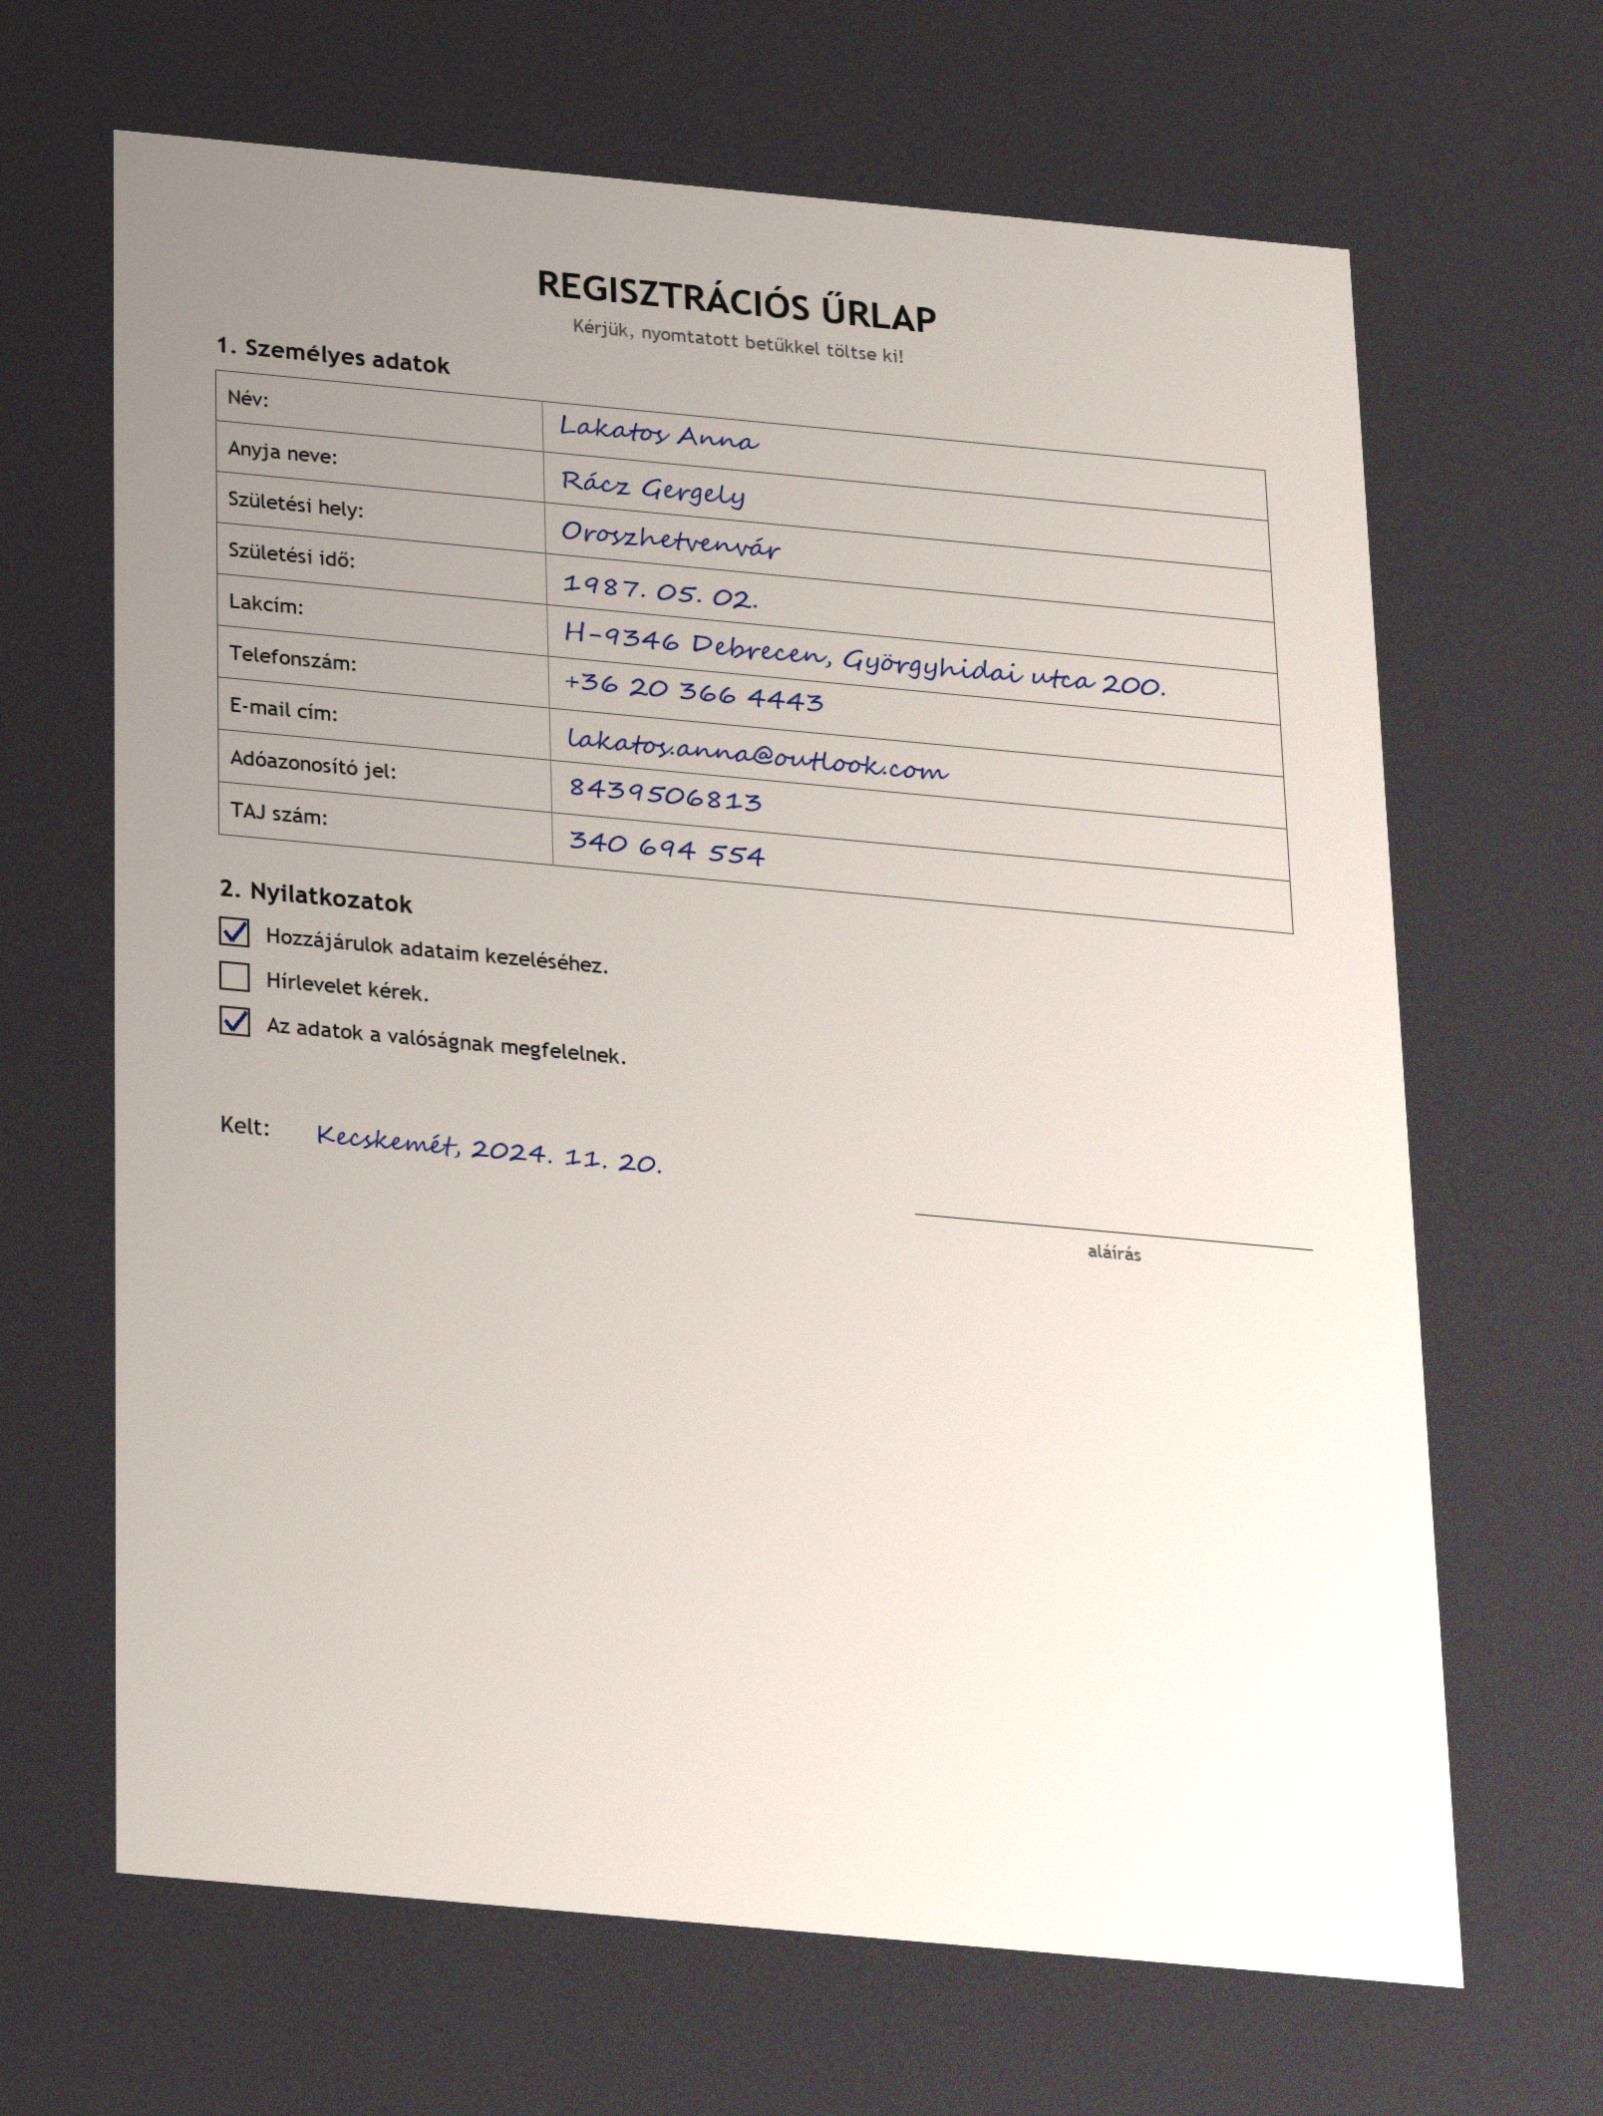 REGISZTRÁCIÓS ŰRLAP
Kérjük, nyomtatott betűkkel töltse ki!
1. Személyes adatok
Név: Lakatos Anna
Anyja neve: Rácz Gergely
Születési hely: Oroszhetvenvár
Születési idő: 1987. 05. 02.
Lakcím: H-9346 Debrecen, Györgyhidai utca 200.
Telefonszám: +36 20 366 4443
E-mail cím: lakatos.anna@outlook.com
Adóazonosító jel: 8439506813
TAJ szám: 340 694 554
2. Nyilatkozatok
Hozzájárulok adataim kezeléséhez.
Hírlevelet kérek.
Az adatok a valóságnak megfelelnek.
Kelt: Kecskemét, 2024. 11. 20.
aláírás